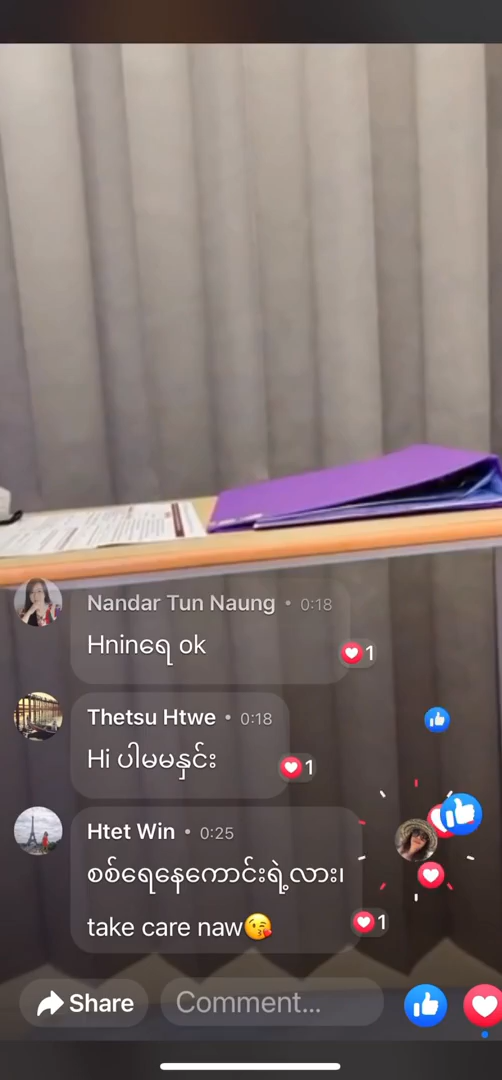 Nandar Tun Naung • 0:18
Hninရေ ok
1
Thetsu Htwe • 0:18
Hi ပါမမနှင်း
1
Htet Win • 0:25
စစ်ရေနေကောင်းရဲ့လား၊
take care naw😘
1
Share
Comment...